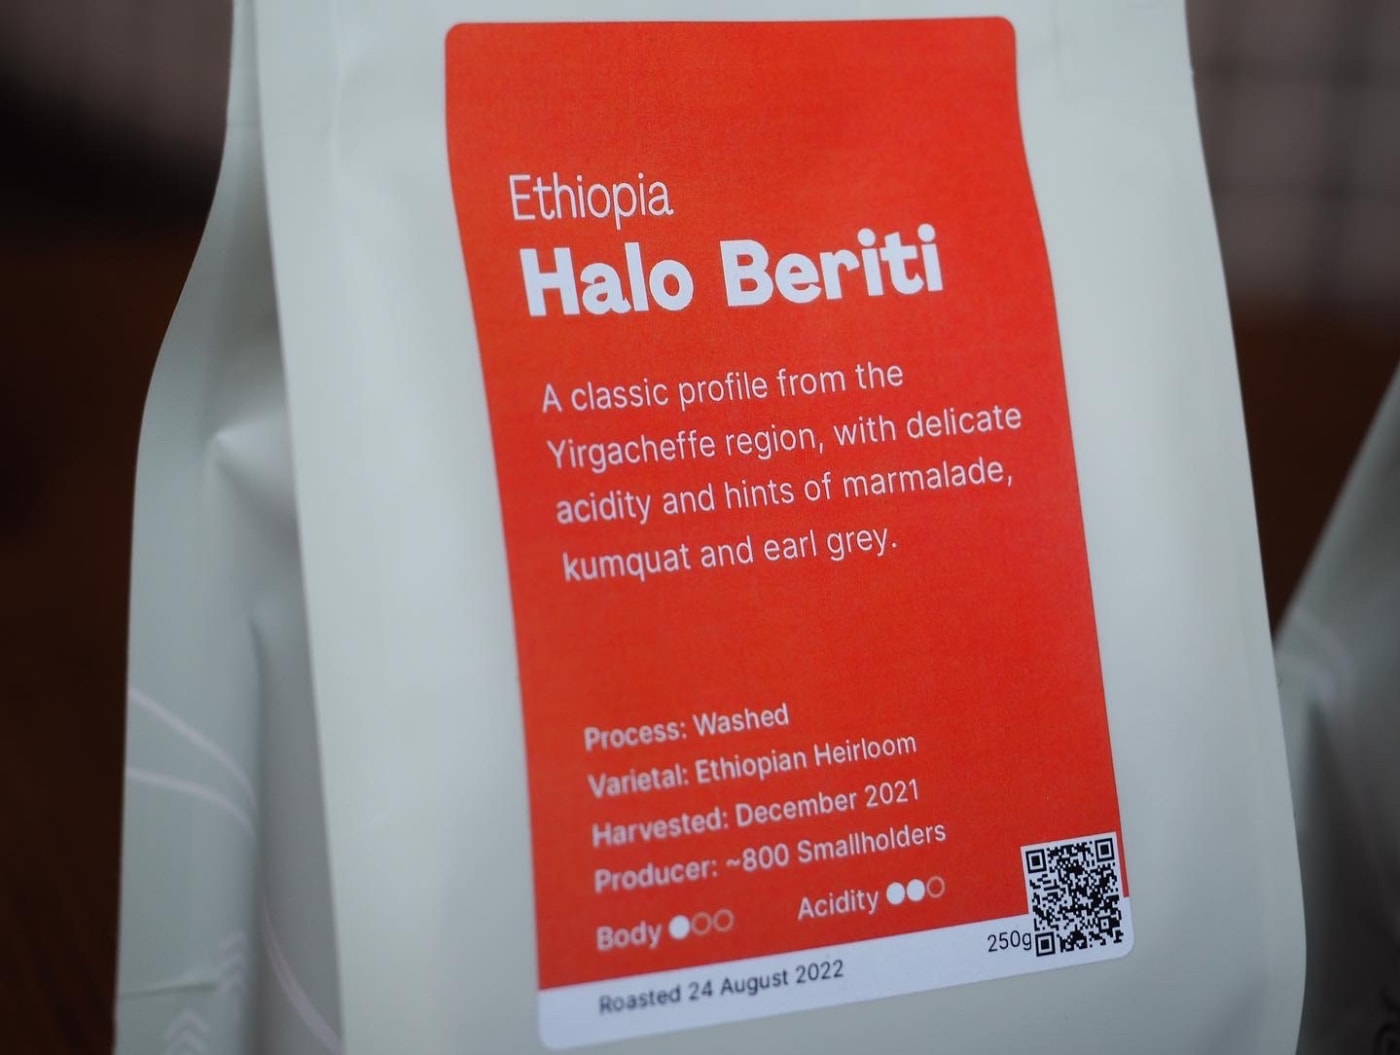 Ethiopia
Halo Beriti
A classic profile from the
Yirgacheffe region, with delicate
acidity and hints of marmalade,
kumquat and earl grey.
Process: Washed
Varietal: Ethiopian Heirloom
Harvested: December 2021
Producer: ~800 Smallholders
Body Acidity
250g
Roasted 24 August 2022